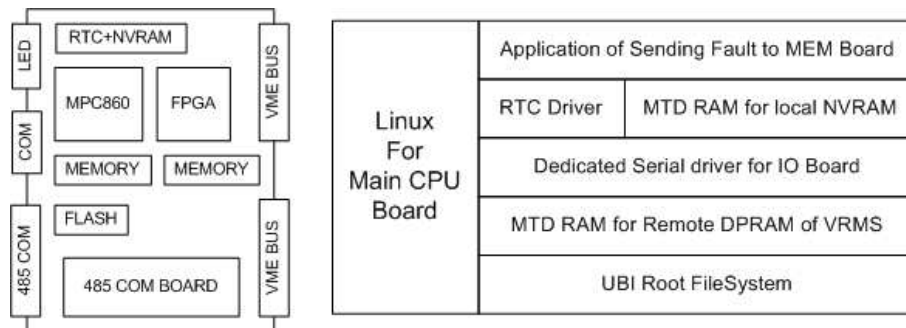 LED
RTC+NVRAM
VME BUS
MPC860
FPGA
COM
MEMORY
MEMORY
FLASH
485 COM
485 COM BOARD
VME BUS
Linux
For
Main CPU
Board
Application of Sending Fault to MEM Board
RTC Driver
MTD RAM for local NVRAM
Dedicated Serial driver for IO Board
MTD RAM for Remote DPRAM of VRMS
UBI Root FileSystem